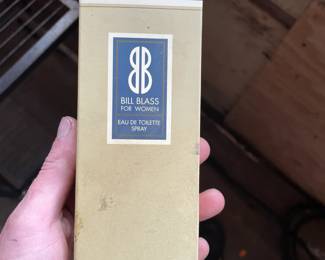 BB
BILL BLASS
FOR WOMEN
EAU DE TOILETTE
SPRAY